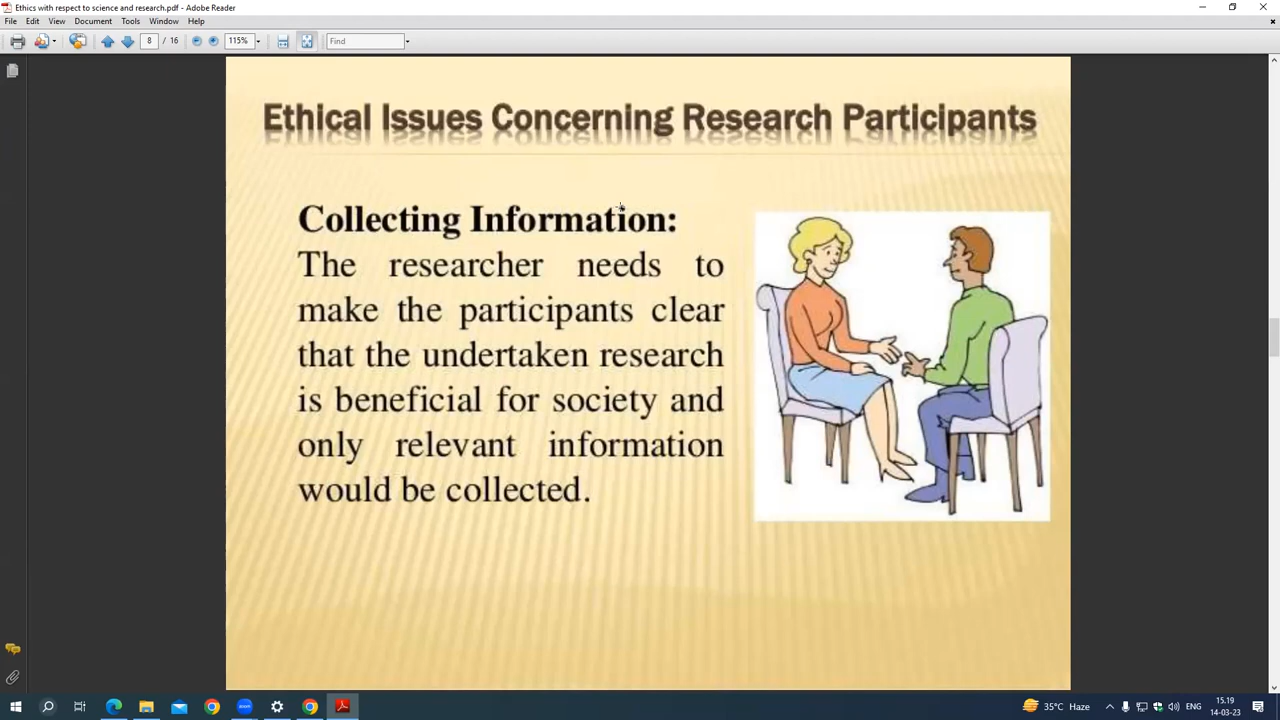 Ethics with respect to science and research.pdf - Adobe Reader
File Edit View Document Tools Window Help
8 / 16 115% Find
Ethical Issues Concerning Research Participants
Collecting Information:
The researcher needs to
make the participants clear
that the undertaken research
is beneficial for society and
only relevant information
would be collected.
zoom
35°C Haze
ENG
15.19
14-03-23